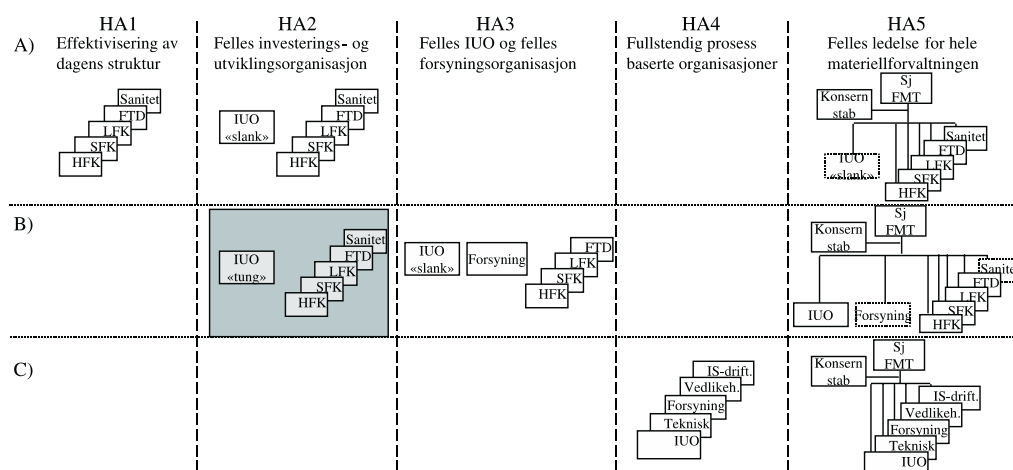 HA1
HA2
HA3
HA4
HA5
A)
Effektivisering av
dagens struktur
Felles investerings- og
utviklingsorganisasjon
Felles IUO og felles
forsyningsorganisasjon
Fullstendig prosess
baserte organisasjoner
Felles ledelse for hele
materiellforvaltningen
Sanitet
FTD
LFK
SFK
HFK
IUO
«slank»
Sanitet
FTD
LFK
SFK
HFK
Sj
FMT
Konsern
stab
IUO
«slank»
Sanitet
FTD
LFK
SFK
HFK
B)
IUO
«tung»
Sanitet
FTD
LFK
SFK
HFK
IUO
«slank»
Forsyning
FTD
LFK
SFK
HFK
Sj
FMT
Konsern
stab
IUO
Forsyning
Sanitet
FTD
LFK
SFK
HFK
C)
IS-drift.
Vedlikeh.
Forsyning
Teknisk
IUO
Sj
FMT
Konsern
stab
IS-drift.
Vedlikeh.
Forsyning
Teknisk
IUO